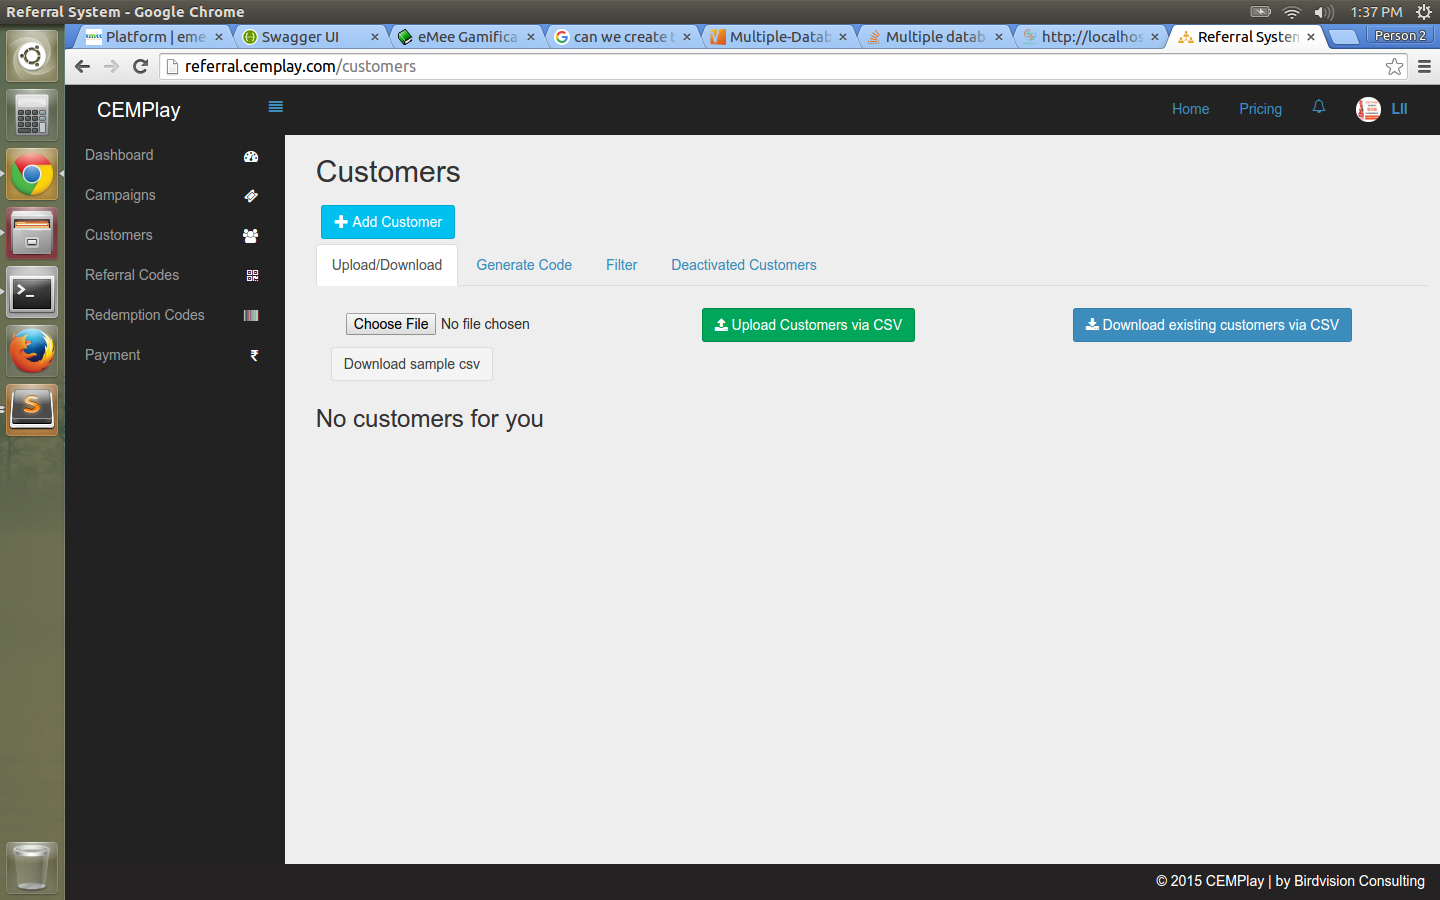 Referral System - Google Chrome
1:37 PM
Platform | eme
Swagger UI
eMee Gamifica
can we create t
Multiple-Datab
Multiple datab
http://localhos
Referral System
Person 2
referral.cemplay.com/customers
CEMPlay
Home
Pricing
LII
Dashboard
Campaigns
Customers
Referral Codes
Redemption Codes
Payment
Customers
Add Customer
Upload/Download
Generate Code
Filter
Deactivated Customers
Choose File No file chosen
Upload Customers via CSV
Download existing customers via CSV
Download sample csv
No customers for you
© 2015 CEMPlay | by Birdvision Consulting